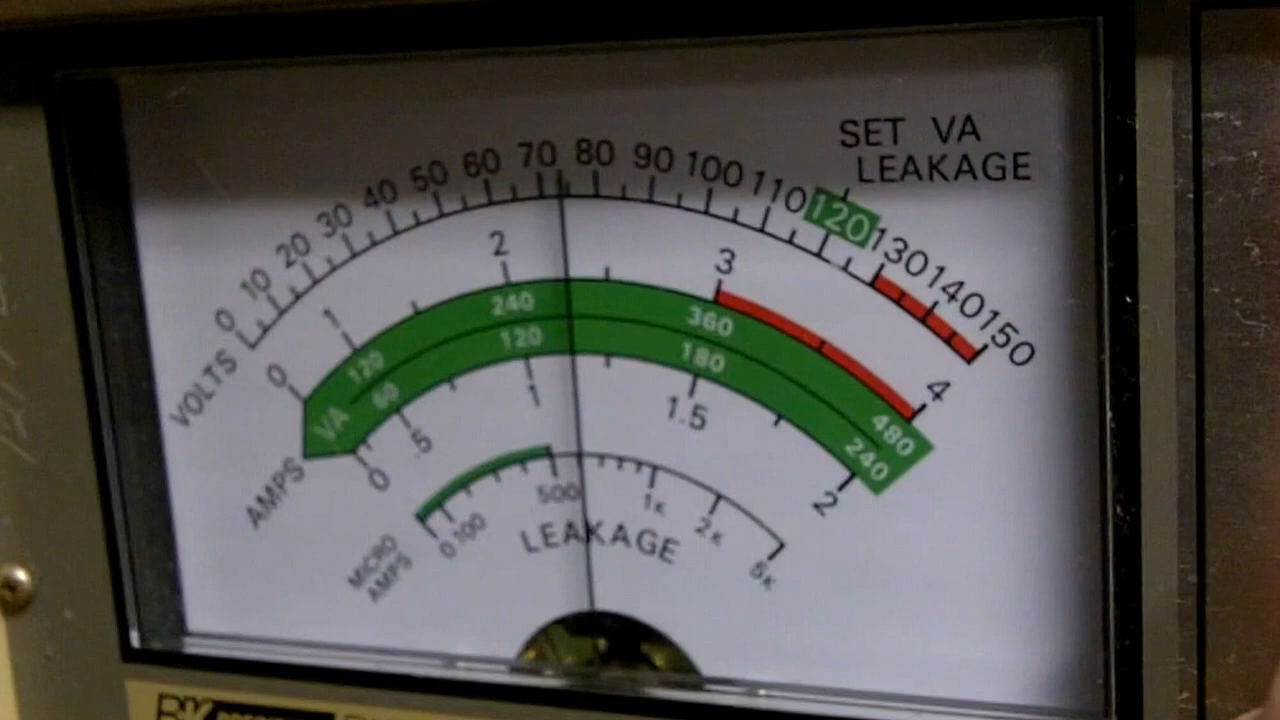 SET VA
LEAKAGE
0 10 20 30 40 50 60 70 80 90 100 110 120 130 140 150
VOLTS
0 1 2 3 4
120 240 360 480
VA 60 120 180 240
AMPS
0 .5 1 1.5 2
0 100 500 1K 2K 5K
MICRO
AMPS
LEAKAGE
BK